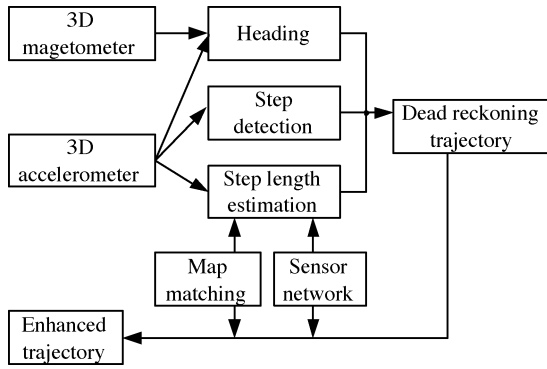 3D
magetometer
Heading
Step
detection
Dead reckoning
trajectory
3D
accelerometer
Step length
estimation
Map
matching
Sensor
network
Enhanced
trajectory